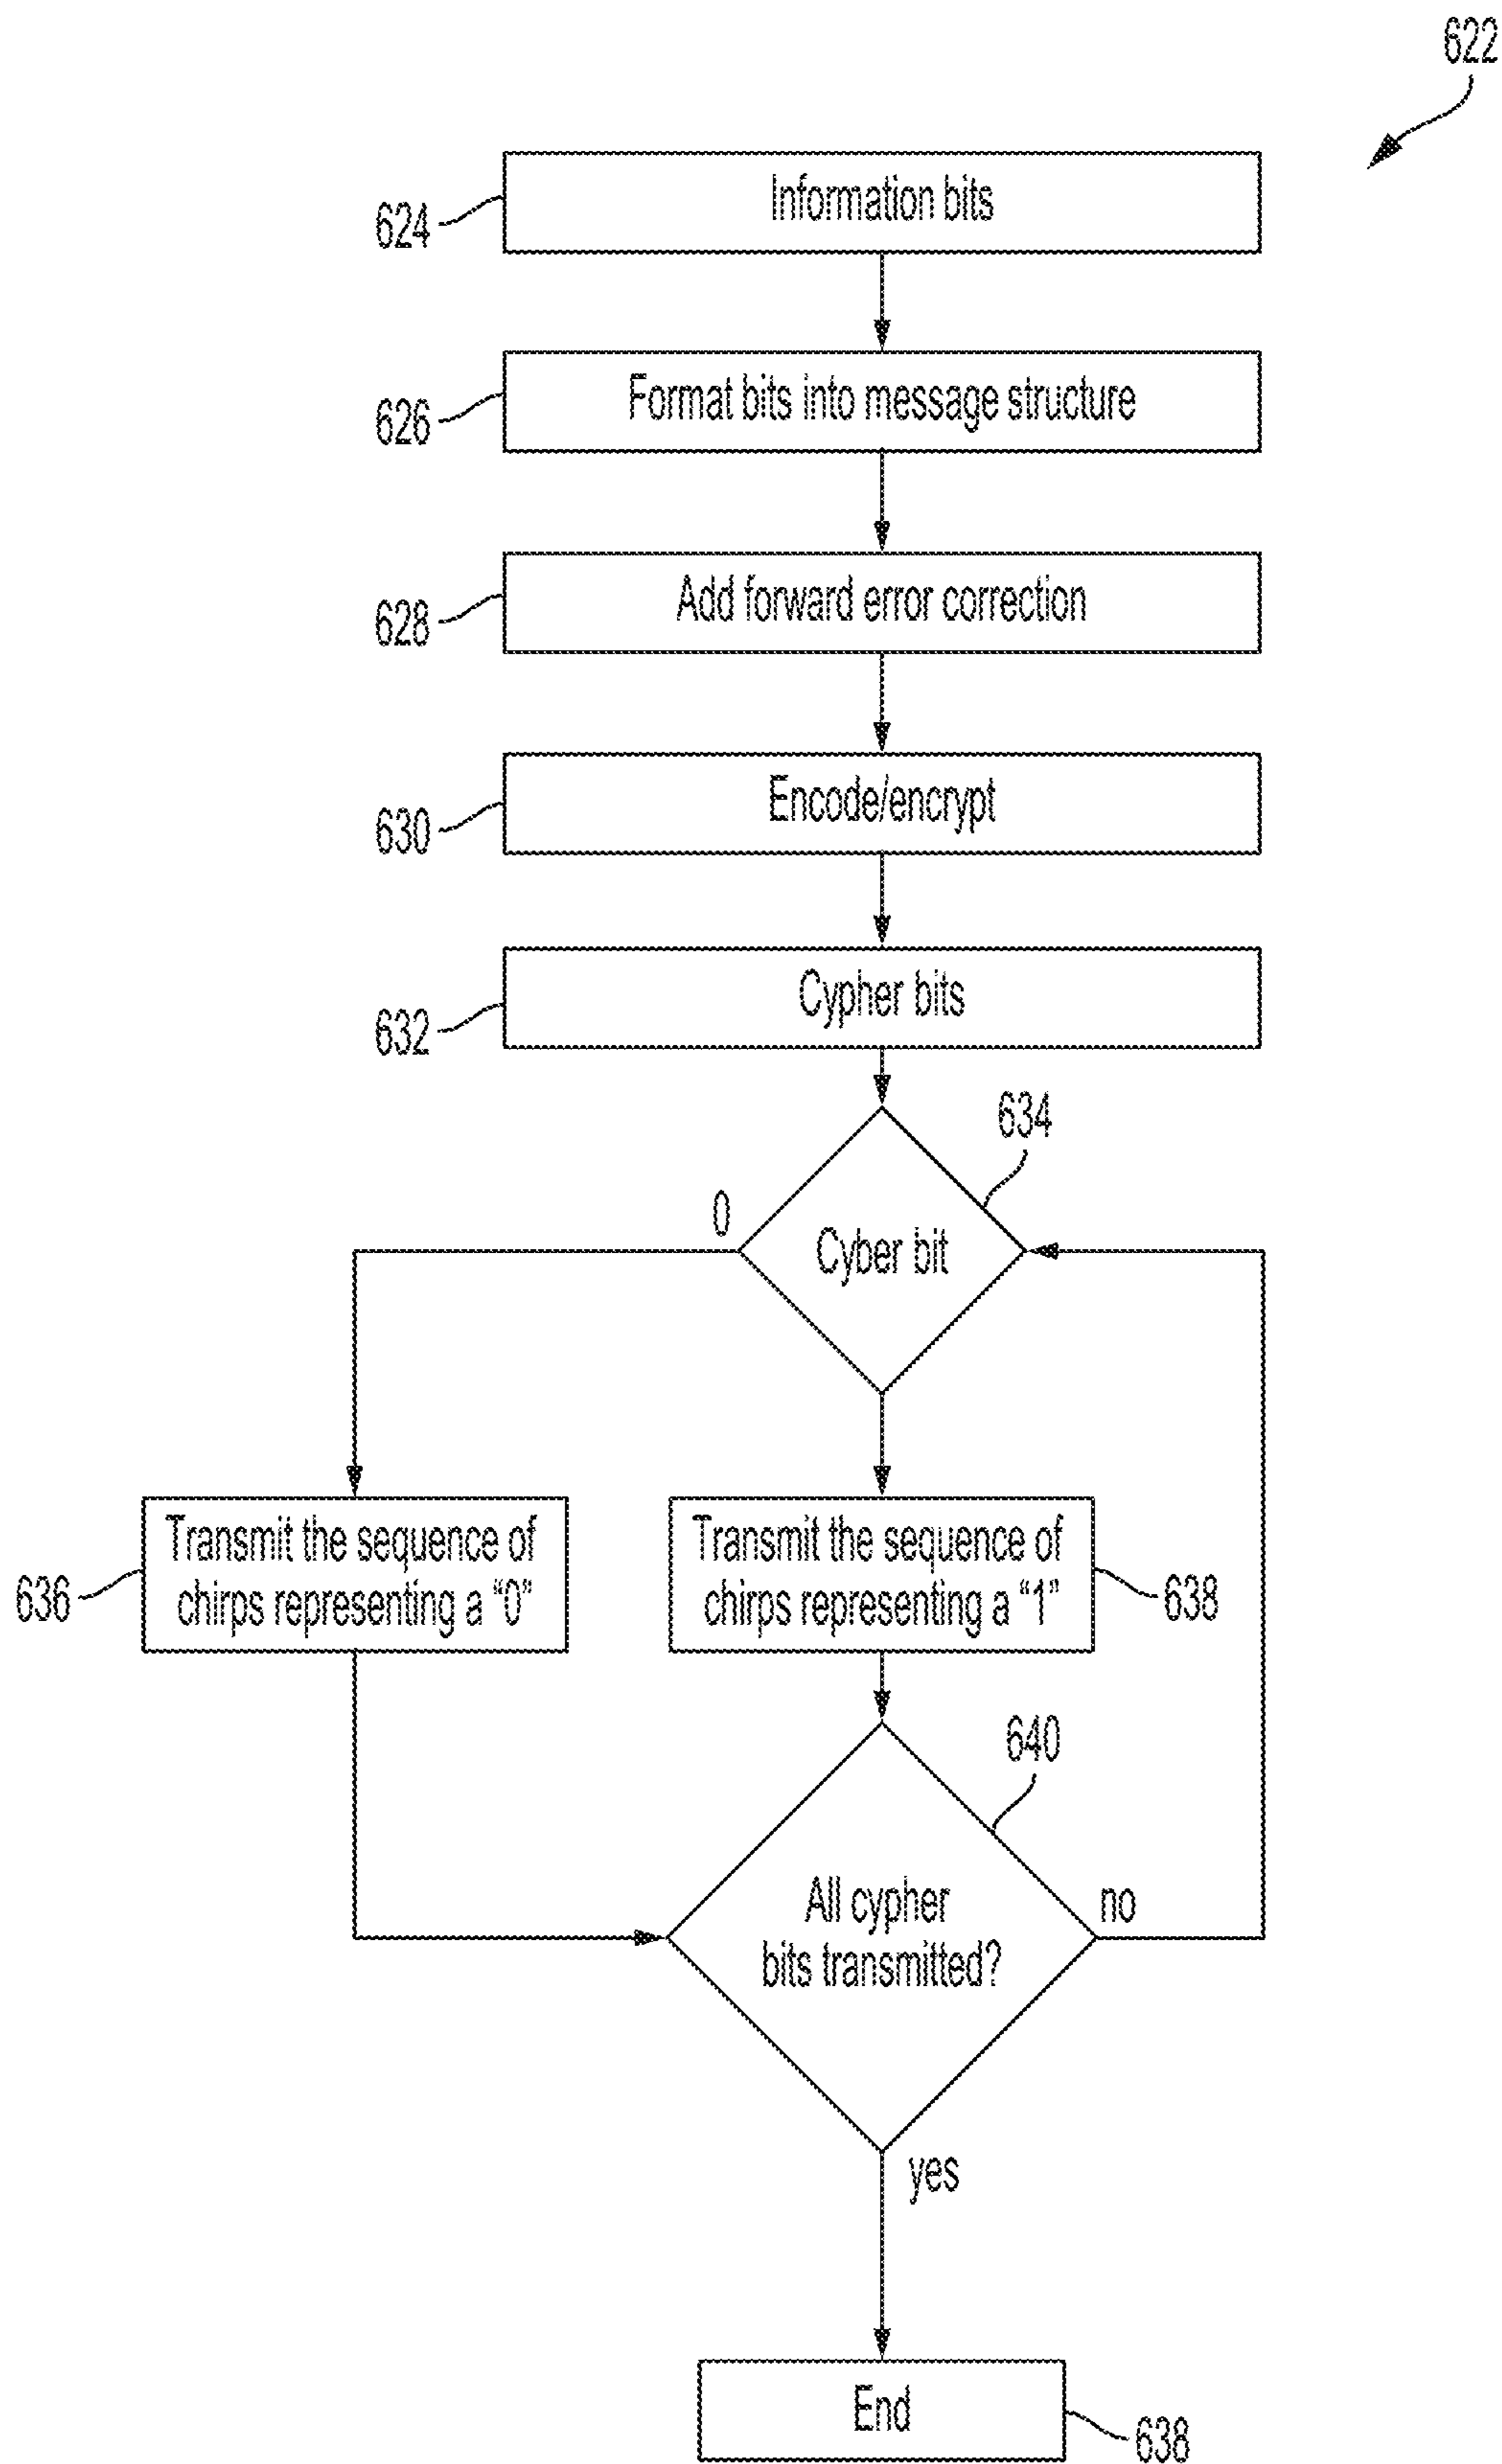 622
Information bits
624
Format bits into message structure
626
Add forward error correction
628
Encode/encrypt
630
Cypher bits
632
634
0
Cyber bit
Transmit the sequence of
chirps representing a “0”
636
Transmit the sequence of
chirps representing a “1”
638
640
All cypher
bits transmitted?
no
yes
End
638